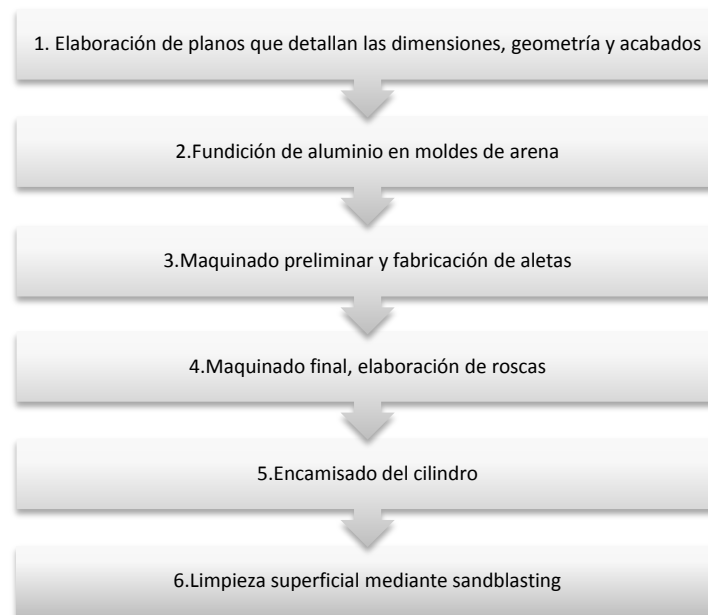 1. Elaboración de planos que detallan las dimensiones, geometría y acabados
2.Fundición de aluminio en moldes de arena
3.Maquinado preliminar y fabricación de aletas
4.Maquinado final, elaboración de roscas
5.Encamisado del cilindro
6.Limpieza superficial mediante sandblasting